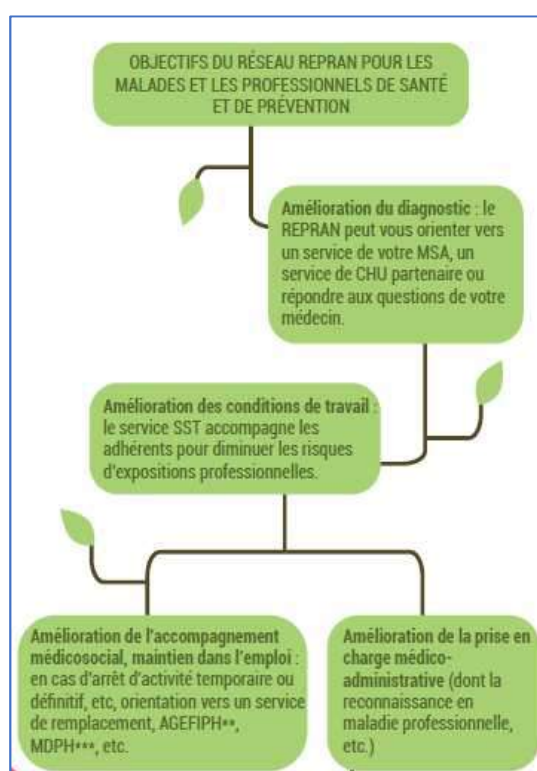 OBJECTIFS DU RÉSEAU REPRAN POUR LES
MALADES ET LES PROFESSIONNELS DE SANTÉ
ET DE PRÉVENTION
Amélioration du diagnostic : le
REPRAN peut vous orienter vers
un service de votre MSA, un
service de CHU partenaire ou
répondre aux questions de votre
médecin.
Amélioration des conditions de travail :
le service SST accompagne les
adhérents pour diminuer les risques
d'expositions professionnelles.
Amélioration de l'accompagnement
médicosocial, maintien dans l'emploi :
en cas d'arrêt d'activité temporaire ou
définitif, etc, orientation vers un service
de remplacement, AGEFIPH**,
MDPH***, etc.
Amélioration de la prise en
charge médico-
administrative (dont la
reconnaissance en
maladie professionnelle,
etc.)